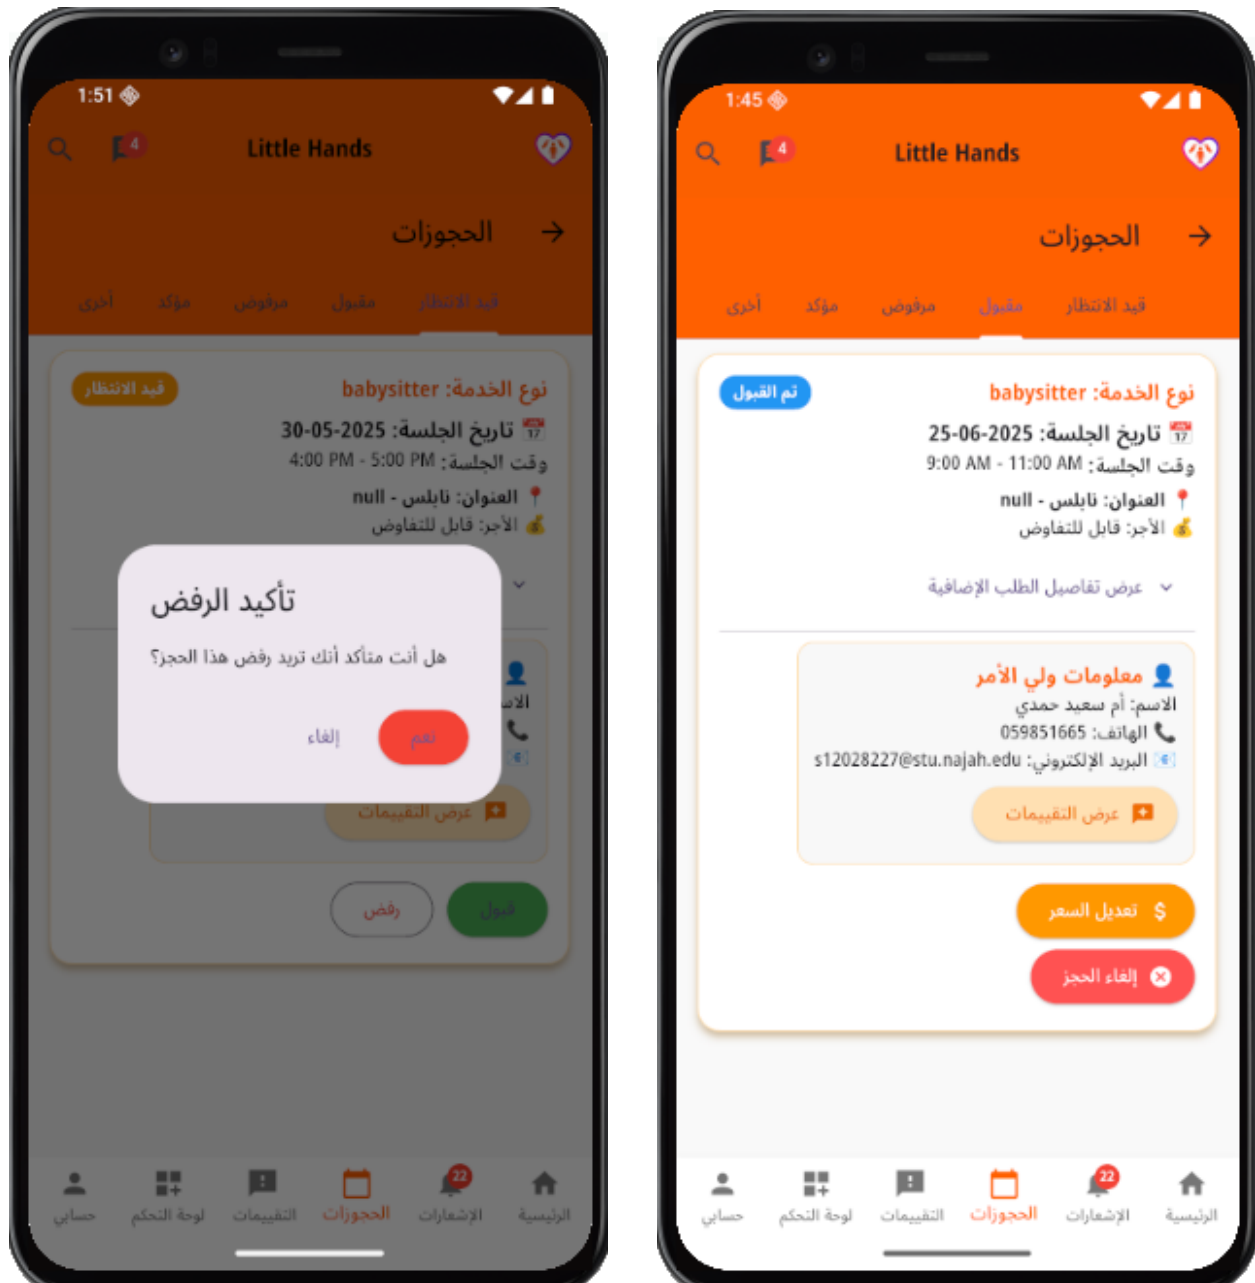 1:51
4
Little Hands
الحجوزات
قيد الانتظار مقبول مرفوض مؤكد أخرى
نوع الخدمة: babysitter
قيد الانتظار
تاريخ الجلسة: 2025-05-30
وقت الجلسة: 4:00 PM - 5:00 PM
العنوان: نابلس - null
الأجر: قابل للتفاوض
تأكيد الرفض
هل أنت متأكد أنك تريد رفض هذا الحجز؟
نعم
إلغاء
عرض التقييمات
قبول
رفض
22
الرئيسية الإشعارات الحجوزات التقييمات لوحة التحكم حسابي
1:45
4
Little Hands
الحجوزات
قيد الانتظار مقبول مرفوض مؤكد أخرى
نوع الخدمة: babysitter
تم القبول
تاريخ الجلسة: 2025-06-25
وقت الجلسة: 9:00 AM - 11:00 AM
العنوان: نابلس - null
الأجر: قابل للتفاوض
عرض تفاصيل الطلب الإضافية
معلومات ولي الأمر
الاسم: أم سعيد حمدي
الهاتف: 059851665
البريد الإلكتروني: s12028227@stu.najah.edu
عرض التقييمات
$ تعديل السعر
إلغاء الحجز
22
الرئيسية الإشعارات الحجوزات التقييمات لوحة التحكم حسابي